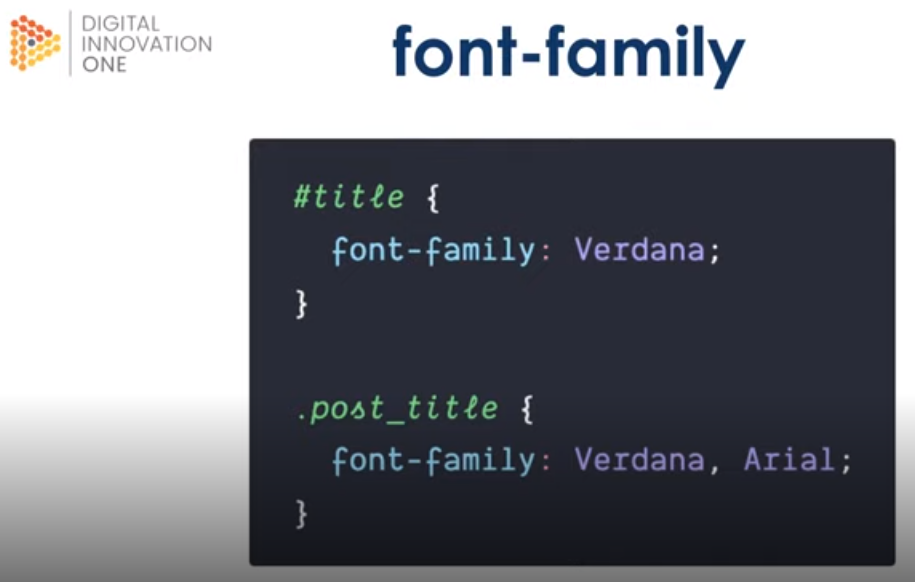 DIGITAL
INNOVATION
ONE
font-family
#title {
font-family: Verdana;
}
.post_title {
font-family: Verdana, Arial;
}